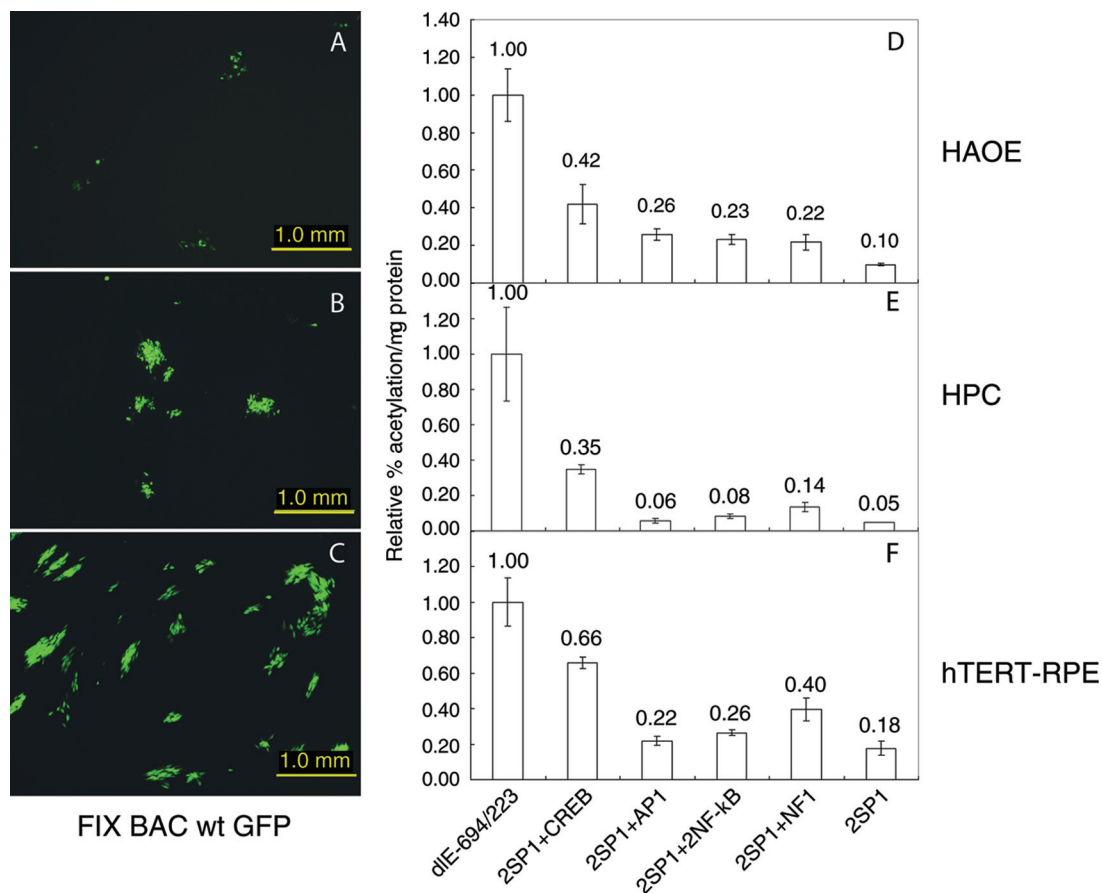 A
1.0 mm
B
1.0 mm
C
1.0 mm
FIX BAC wt GFP
Relative % acetylation/mg protein
D
1.40
1.20
1.00
0.80
0.60
0.40
0.20
0.00
1.00
0.42
0.26
0.23
0.22
0.10
HAOE
E
1.20
1.00
0.80
0.60
0.40
0.20
0.00
1.00
0.35
0.06
0.08
0.14
0.05
HPC
F
1.20
1.00
0.80
0.60
0.40
0.20
0.00
1.00
0.66
0.22
0.26
0.40
0.18
hTERT-RPE
dlE-694/223
2SP1+CREB
2SP1+AP1
2SP1+2NF-kB
2SP1+NF1
2SP1